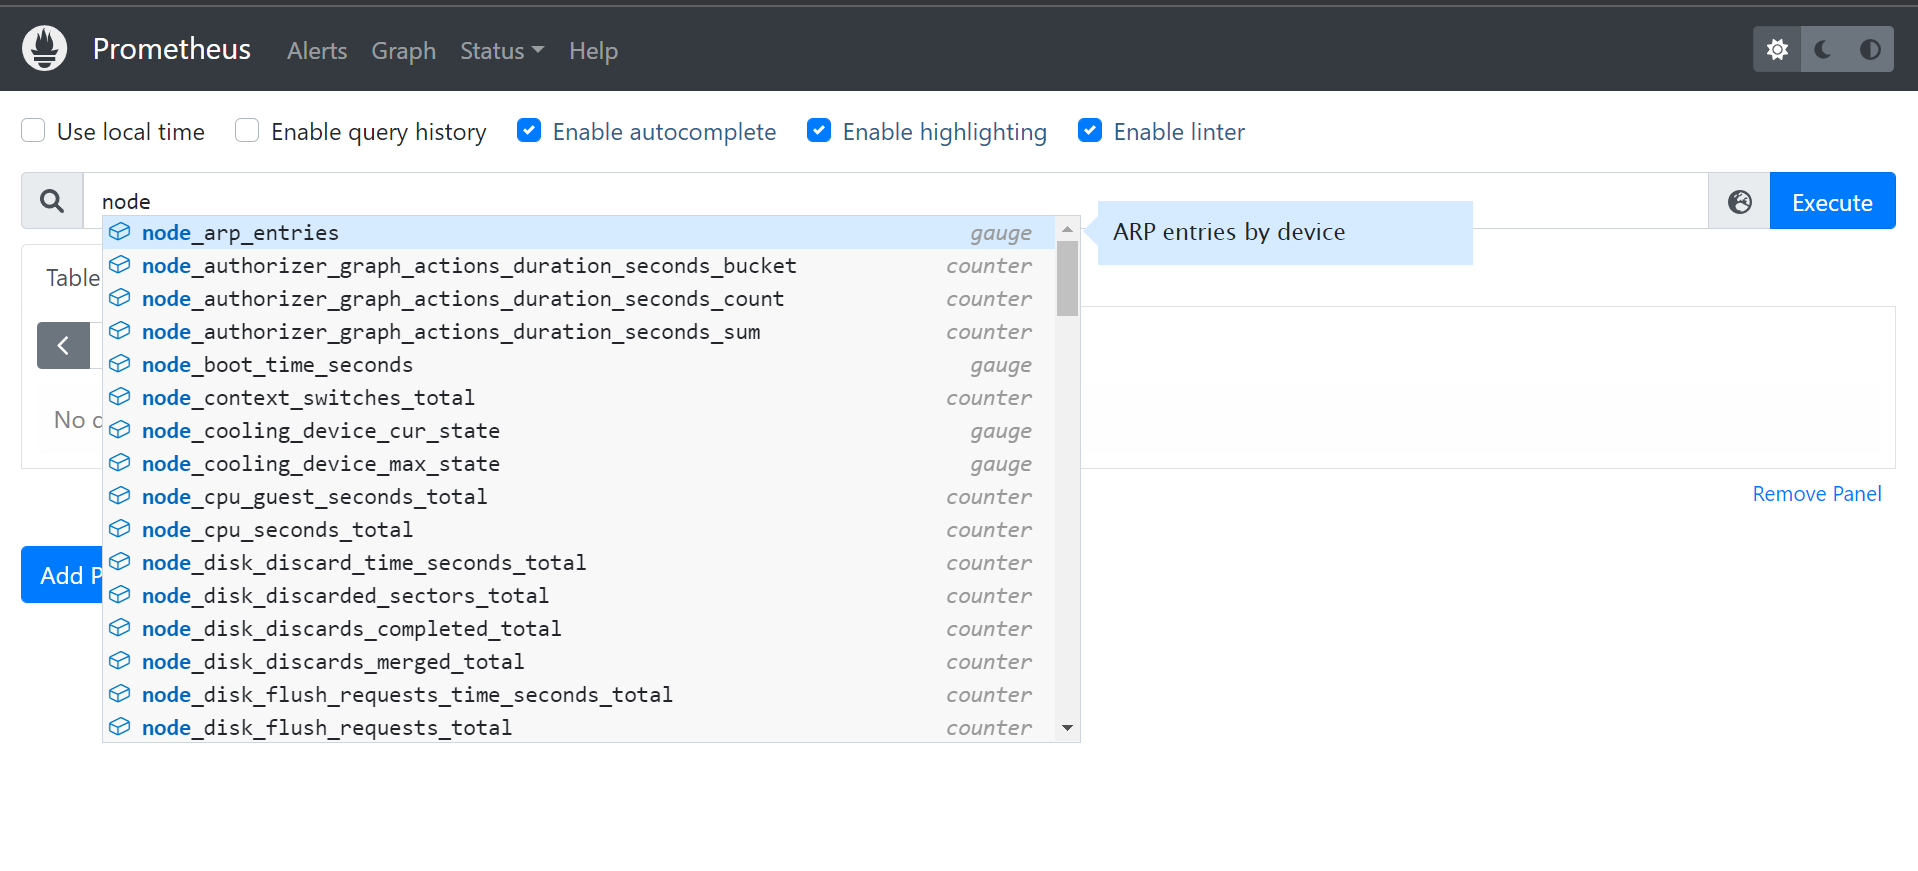 Prometheus Alerts Graph Status Help
Use local time Enable query history Enable autocomplete Enable highlighting Enable linter
node Execute
node_arp_entries gauge ARP entries by device
node_authorizer_graph_actions_duration_seconds_bucket counter
Table
node_authorizer_graph_actions_duration_seconds_count counter
node_authorizer_graph_actions_duration_seconds_sum counter
node_boot_time_seconds gauge
node_context_switches_total counter
No
node_cooling_device_cur_state gauge
node_cooling_device_max_state gauge
node_cpu_guest_seconds_total counter
Remove Panel
node_cpu_seconds_total counter
node_disk_discard_time_seconds_total counter
Add
node_disk_discarded_sectors_total counter
node_disk_discards_completed_total counter
node_disk_discards_merged_total counter
node_disk_flush_requests_time_seconds_total counter
node_disk_flush_requests_total counter